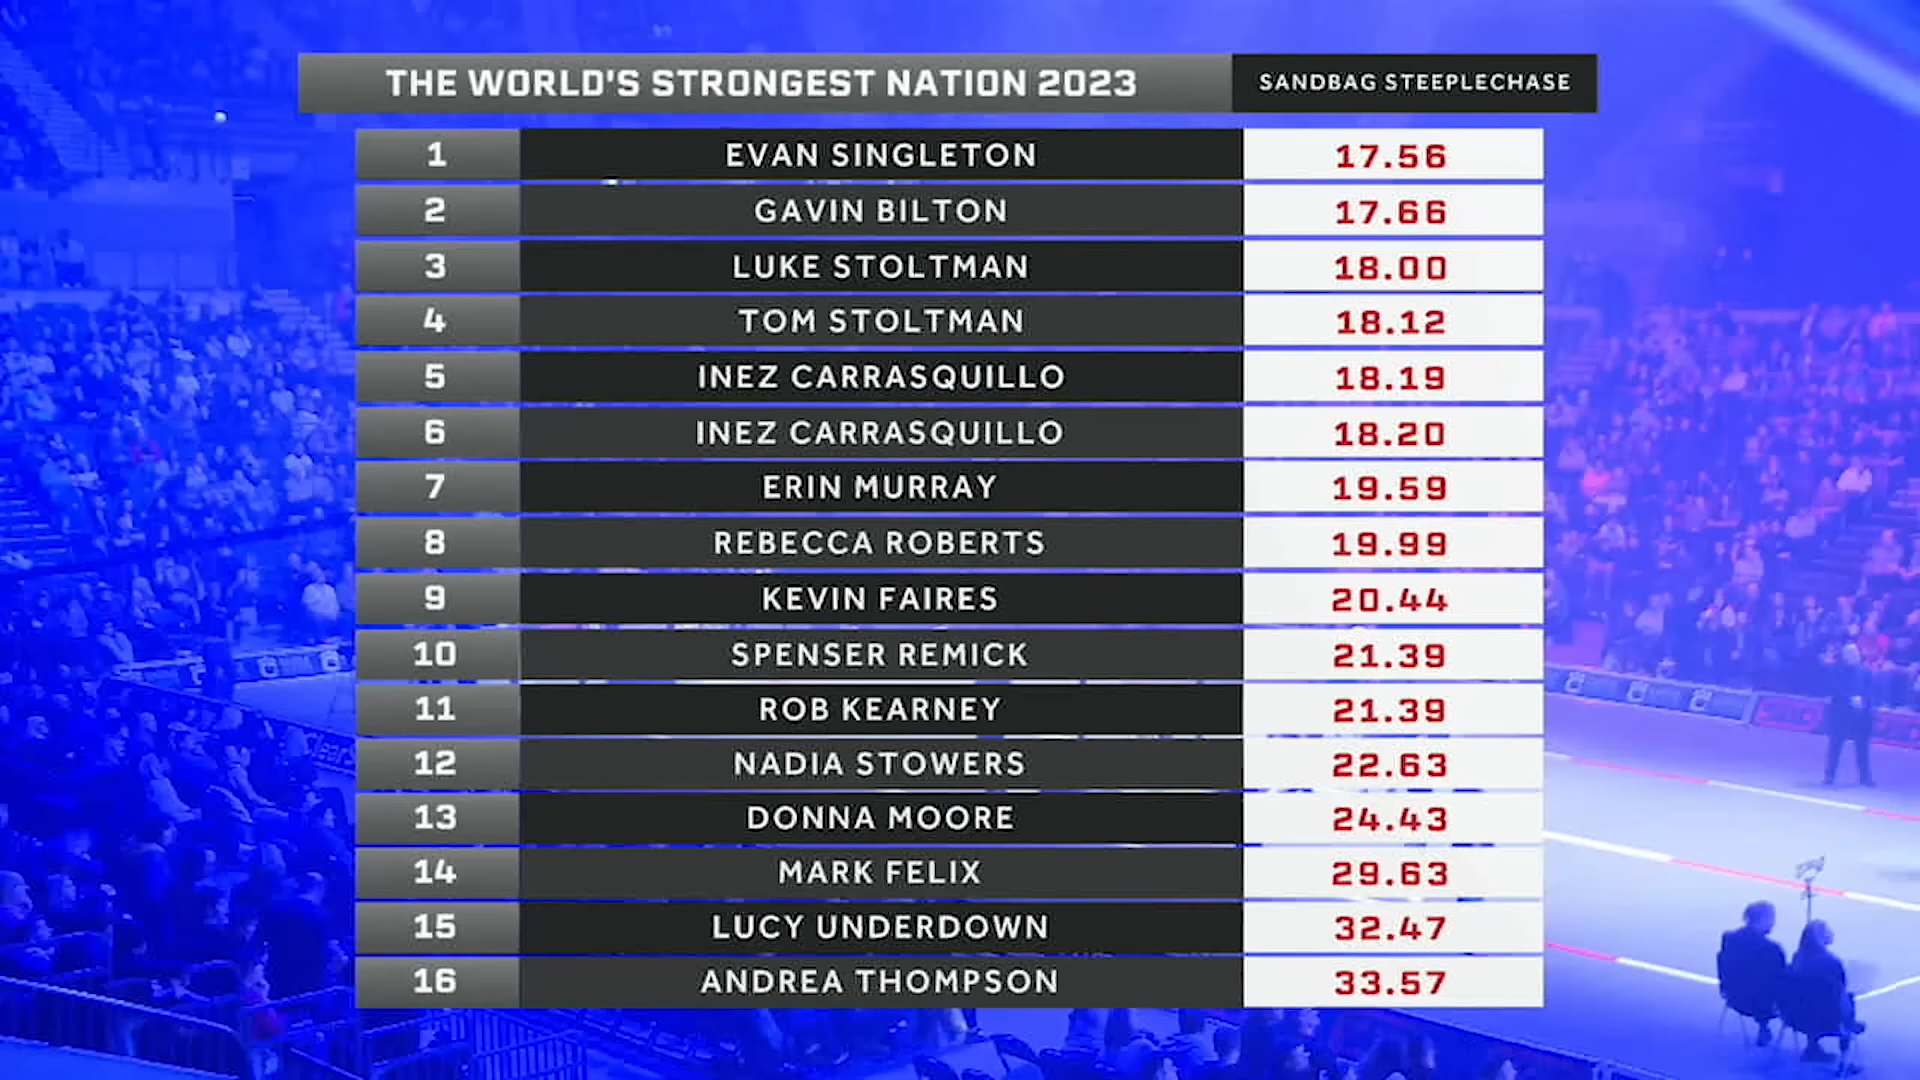 THE WORLD'S STRONGEST NATION 2023 SANDBAG STEEPLECHASE
1 EVAN SINGLETON 17.56
2 GAVIN BILTON 17.66
3 LUKE STOLTMAN 18.00
4 TOM STOLTMAN 18.12
5 INEZ CARRASQUILLO 18.19
6 INEZ CARRASQUILLO 18.20
7 ERIN MURRAY 19.59
8 REBECCA ROBERTS 19.99
9 KEVIN FAIRES 20.44
10 SPENSER REMICK 21.39
11 ROB KEARNEY 21.39
12 NADIA STOWERS 22.63
13 DONNA MOORE 24.43
14 MARK FELIX 29.63
15 LUCY UNDERDOWN 32.47
16 ANDREA THOMPSON 33.57